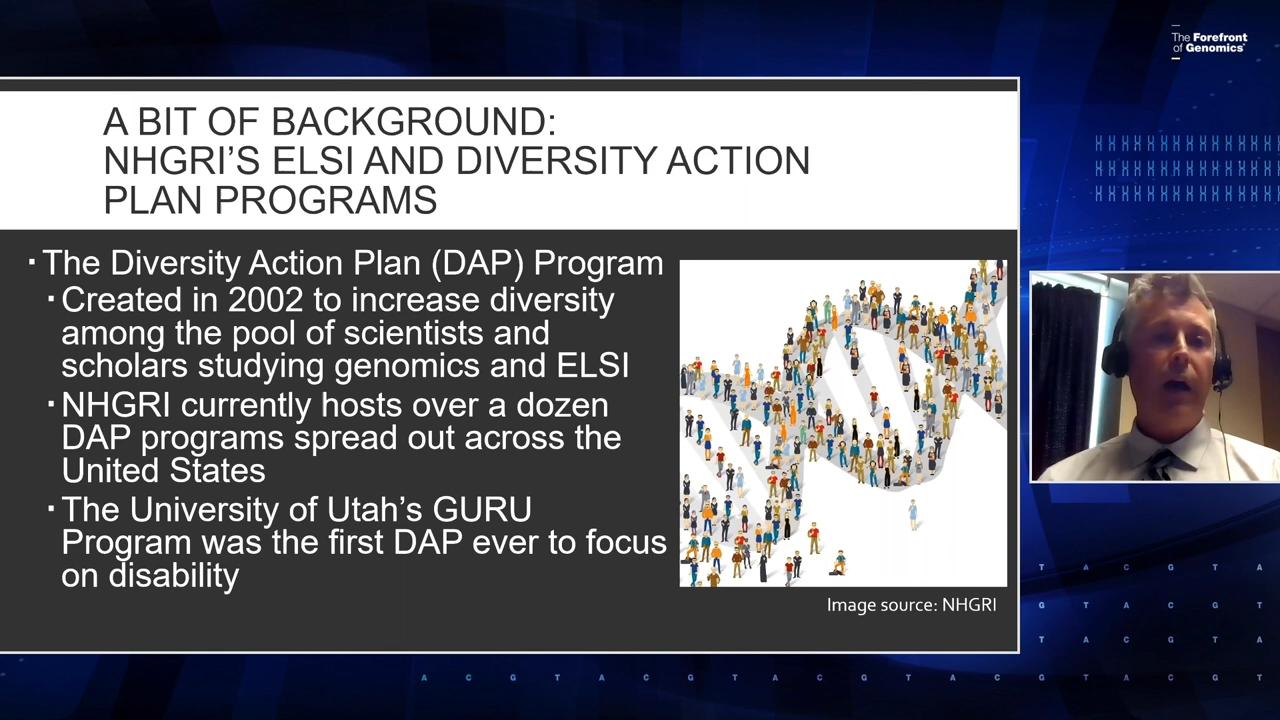 The Forefront
of Genomics®
A BIT OF BACKGROUND:
NHGRI'S ELSI AND DIVERSITY ACTION
PLAN PROGRAMS
▪ The Diversity Action Plan (DAP) Program
▪ Created in 2002 to increase diversity
among the pool of scientists and
scholars studying genomics and ELSI
▪ NHGRI currently hosts over a dozen
DAP programs spread out across the
United States
▪ The University of Utah's GURU
Program was the first DAP ever to focus
on disability
Image source: NHGRI
T A C G T A
G T A C G T
T A C G T A
A C G T A C G T A C G T A C G T A C G T